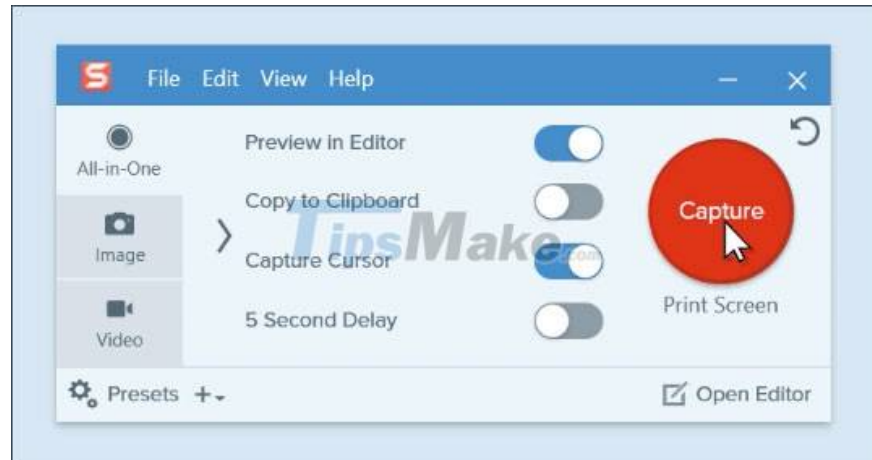 S File Edit View Help
All-in-One
Image
Video
Preview in Editor
Copy to Clipboard
Capture Cursor
5 Second Delay
TipsMake.com
Capture
Print Screen
Presets
Open Editor